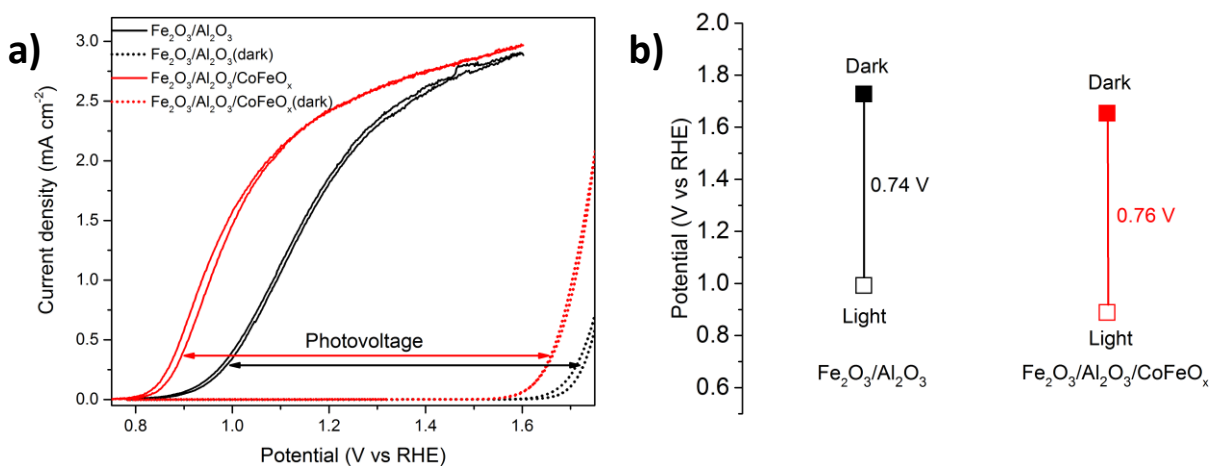 a)
Fe₂O₃/Al₂O₃
Fe₂O₃/Al₂O₃(dark)
Fe₂O₃/Al₂O₃/CoFeOₓ
Fe₂O₃/Al₂O₃/CoFeOₓ(dark)
Photovoltage
Current density (mA cm⁻²)
3.0
2.5
2.0
1.5
1.0
0.5
0.0
0.8 1.0 1.2 1.4 1.6
Potential (V vs RHE)
b)
Potential (V vs RHE)
2.0
1.8
1.6
1.4
1.2
1.0
0.8
0.6
Dark
0.74 V
Light
Fe₂O₃/Al₂O₃
Dark
0.76 V
Light
Fe₂O₃/Al₂O₃/CoFeOₓ